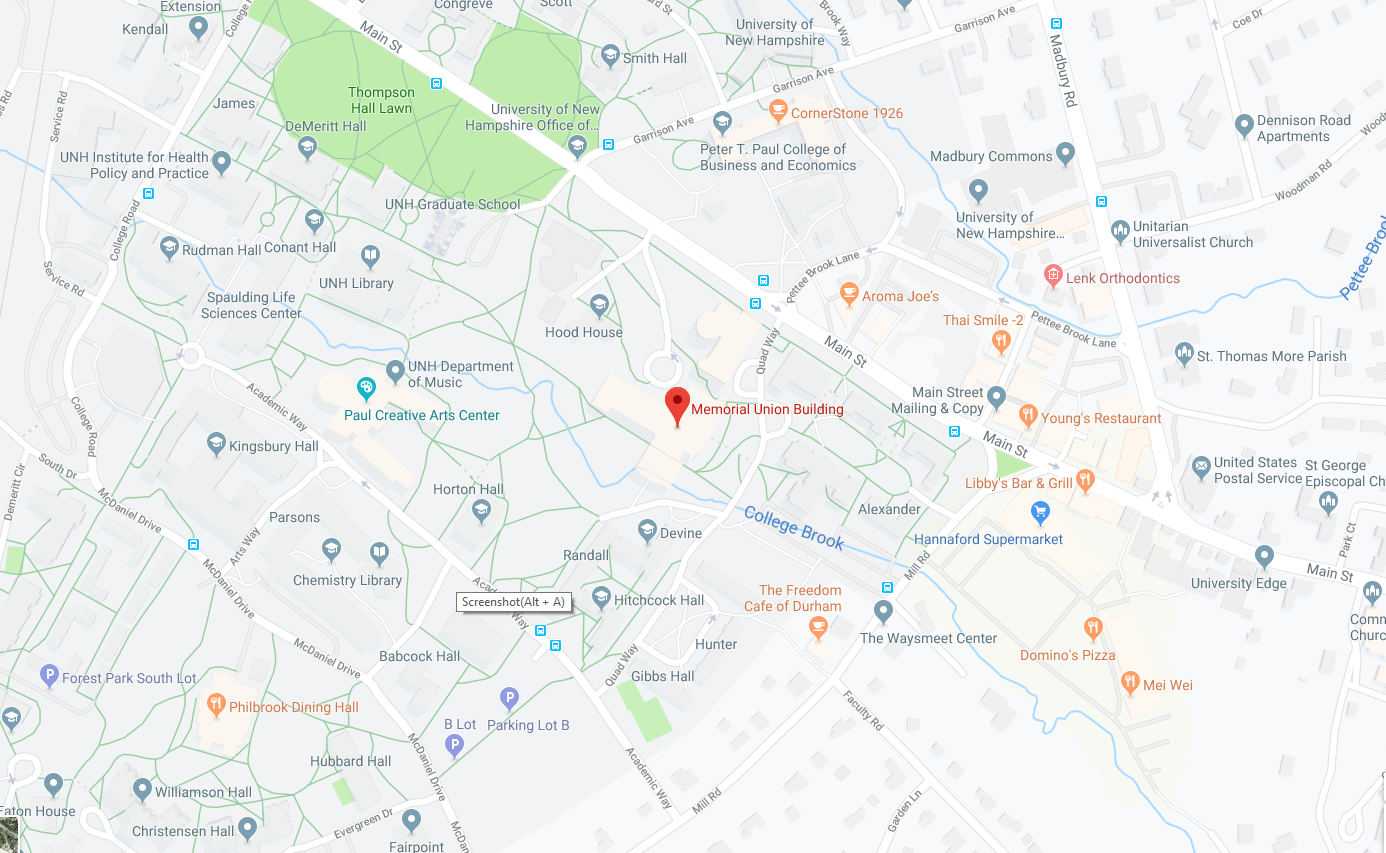 Extension
Congreve
Scott
Kendall
College R
Main St
Smith Hall
University of
New Hampshire
Garrison Ave
Madbury Rd
Coe Dr
Service Rd
Thompson
Hall Lawn
James
DeMeritt Hall
University of New
Hampshire Office of...
Garrison Ave
Garrison Ave
CornerStone 1926
Peter T. Paul College of
Business and Economics
Dennison Road
Apartments
Madbury Commons
Woodman Rd
UNH Institute for Health
Policy and Practice
UNH Graduate School
College Road
University of
New Hampshire...
Unitarian
Universalist Church
Rudman Hall
Conant Hall
UNH Library
Pettee Brook Lane
Lenk Orthodontics
Pettee Brook
Service Rd
Spaulding Life
Sciences Center
Hood House
Aroma Joe's
Thai Smile -2
Pettee Brook Lane
Quad Way
Main St
St. Thomas More Parish
UNH Department
of Music
Paul Creative Arts Center
Academic Way
Memorial Union Building
Main Street
Mailing & Copy
Young's Restaurant
College Road
Kingsbury Hall
South Dr
Demeritt Cir
McDaniel Drive
Main St
United States
Postal Service
St George
Episcopal Ch
Horton Hall
Libby's Bar & Grill
Parsons
Arts Way
College Brook
Alexander
Hannaford Supermarket
Devine
Randall
Chemistry Library
McDaniel Drive
Academic Way
Screenshot(Alt + A)
Hitchcock Hall
The Freedom
Cafe of Durham
Mill Rd
Park Ct
University Edge
Main St
Comm
Churc
The Waysmeet Center
Domino's Pizza
Hunter
Babcock Hall
McDaniel Drive
Quad Way
Gibbs Hall
Forest Park South Lot
Philbrook Dining Hall
Mei Wei
B Lot
Parking Lot B
Faculty Rd
McDaniel Drive
Hubbard Hall
Academic Way
Mill Rd
Garden Ln
Eaton House
Williamson Hall
Christensen Hall
Evergreen Dr
Fairpoint
McDa